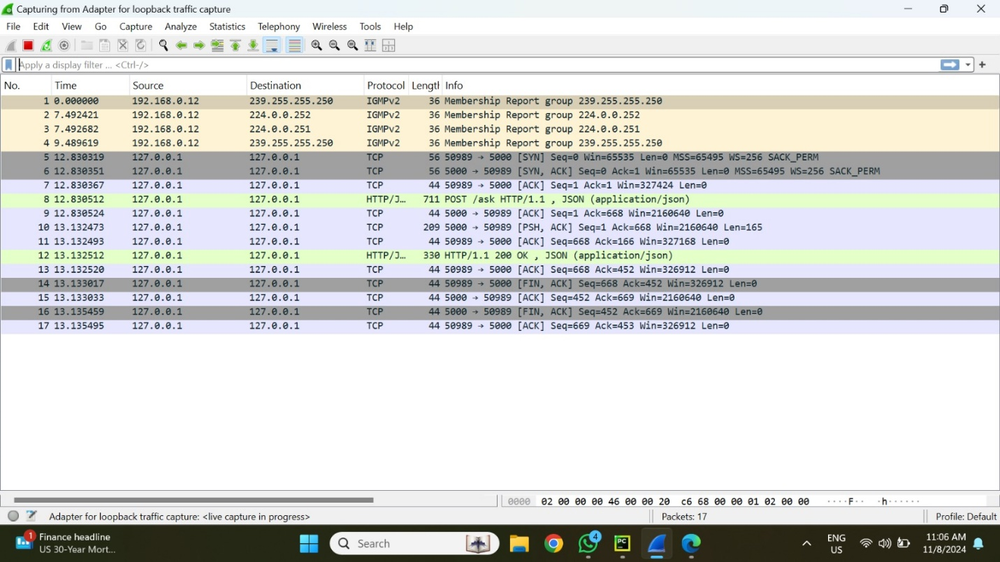 Capturing from Adapter for loopback traffic capture
File Edit View Go Capture Analyze Statistics Telephony Wireless Tools Help
Apply a display filter ... <Ctrl-/>
No. Time Source Destination Protocol Lengtl Info
1 0.000000 192.168.0.12 239.255.255.250 IGMPv2 36 Membership Report group 239.255.255.250
2 7.492421 192.168.0.12 224.0.0.252 IGMPv2 36 Membership Report group 224.0.0.252
3 7.492682 192.168.0.12 224.0.0.251 IGMPv2 36 Membership Report group 224.0.0.251
4 9.489619 192.168.0.12 239.255.255.250 IGMPv2 36 Membership Report group 239.255.255.250
5 12.830319 127.0.0.1 127.0.0.1 TCP 56 50989 → 5000 [SYN] Seq=0 Win=65535 Len=0 MSS=65495 WS=256 SACK_PERM
6 12.830351 127.0.0.1 127.0.0.1 TCP 56 5000 → 50989 [SYN, ACK] Seq=0 Ack=1 Win=65535 Len=0 MSS=65495 WS=256 SACK_PERM
7 12.830367 127.0.0.1 127.0.0.1 TCP 44 50989 → 5000 [ACK] Seq=1 Ack=1 Win=327424 Len=0
8 12.830512 127.0.0.1 127.0.0.1 HTTP/J... 711 POST /ask HTTP/1.1 , JSON (application/json)
9 12.830524 127.0.0.1 127.0.0.1 TCP 44 5000 → 50989 [ACK] Seq=1 Ack=668 Win=2160640 Len=0
10 13.132473 127.0.0.1 127.0.0.1 TCP 209 5000 → 50989 [PSH, ACK] Seq=1 Ack=668 Win=2160640 Len=165
11 13.132493 127.0.0.1 127.0.0.1 TCP 44 50989 → 5000 [ACK] Seq=668 Ack=166 Win=327168 Len=0
12 13.132512 127.0.0.1 127.0.0.1 HTTP/J... 330 HTTP/1.1 200 OK , JSON (application/json)
13 13.132520 127.0.0.1 127.0.0.1 TCP 44 50989 → 5000 [ACK] Seq=668 Ack=452 Win=326912 Len=0
14 13.133017 127.0.0.1 127.0.0.1 TCP 44 50989 → 5000 [FIN, ACK] Seq=668 Ack=452 Win=326912 Len=0
15 13.133033 127.0.0.1 127.0.0.1 TCP 44 5000 → 50989 [ACK] Seq=452 Ack=669 Win=2160640 Len=0
16 13.135459 127.0.0.1 127.0.0.1 TCP 44 5000 → 50989 [FIN, ACK] Seq=452 Ack=669 Win=2160640 Len=0
17 13.135495 127.0.0.1 127.0.0.1 TCP 44 50989 → 5000 [ACK] Seq=669 Ack=453 Win=326912 Len=0
0000 02 00 00 00 46 00 00 20 c6 68 00 00 01 02 00 00 ····F·· ·h······
Adapter for loopback traffic capture: <live capture in progress> Packets: 17 Profile: Default
1 Finance headline
US 30-Year Mort...
Search
4
PC
ENG
US
11:06 AM
11/8/2024